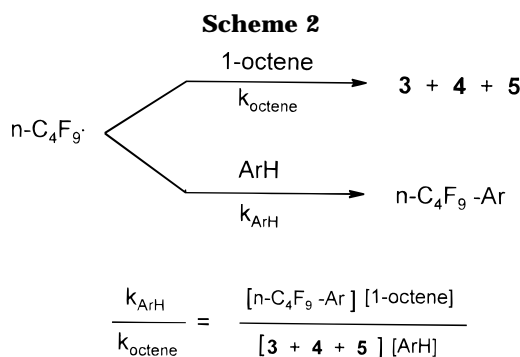 Scheme 2
1-octene
k_octene
3 + 4 + 5
n-C₄F₉·
ArH
k_ArH
n-C₄F₉ -Ar
k_ArH / k_octene = [n-C₄F₉ -Ar] [1-octene] / [3 + 4 + 5] [ArH]